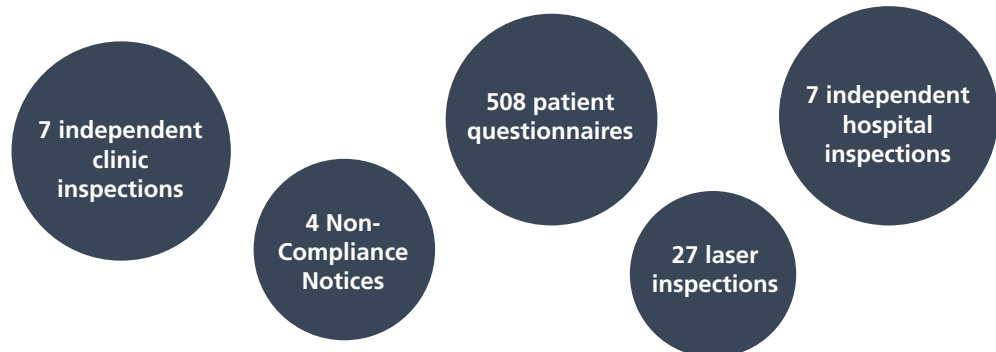 7 independent
clinic
inspections
4 Non-
Compliance
Notices
508 patient
questionnaires
27 laser
inspections
7 independent
hospital
inspections